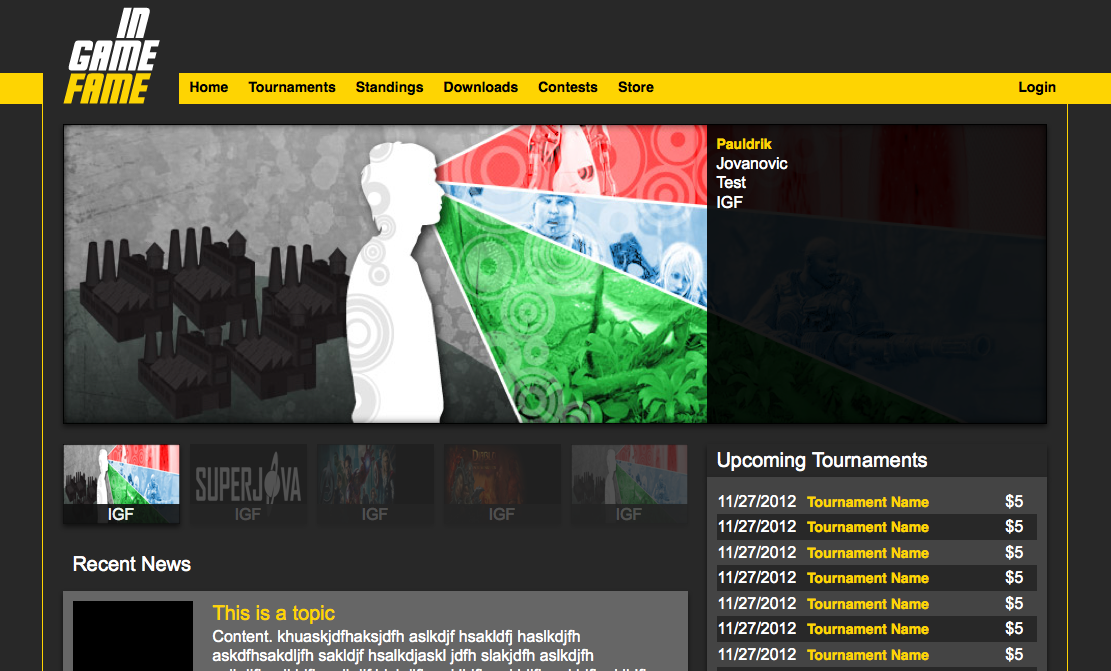 IN
GAME
FAME
Home Tournaments Standings Downloads Contests Store Login
Pauldrik
Jovanovic
Test
IGF
SUPERJOVA
IGF IGF IGF IGF IGF
Upcoming Tournaments
11/27/2012 Tournament Name $5
11/27/2012 Tournament Name $5
11/27/2012 Tournament Name $5
11/27/2012 Tournament Name $5
11/27/2012 Tournament Name $5
11/27/2012 Tournament Name $5
11/27/2012 Tournament Name $5
Recent News
This is a topic
Content. khuaskjdfhaksjdfh aslkdjf hsakldfj haslkdjfh
askdfhsakdljfh sakldjf hsalkdjaskl jdfh slakjdfh aslkdjfh